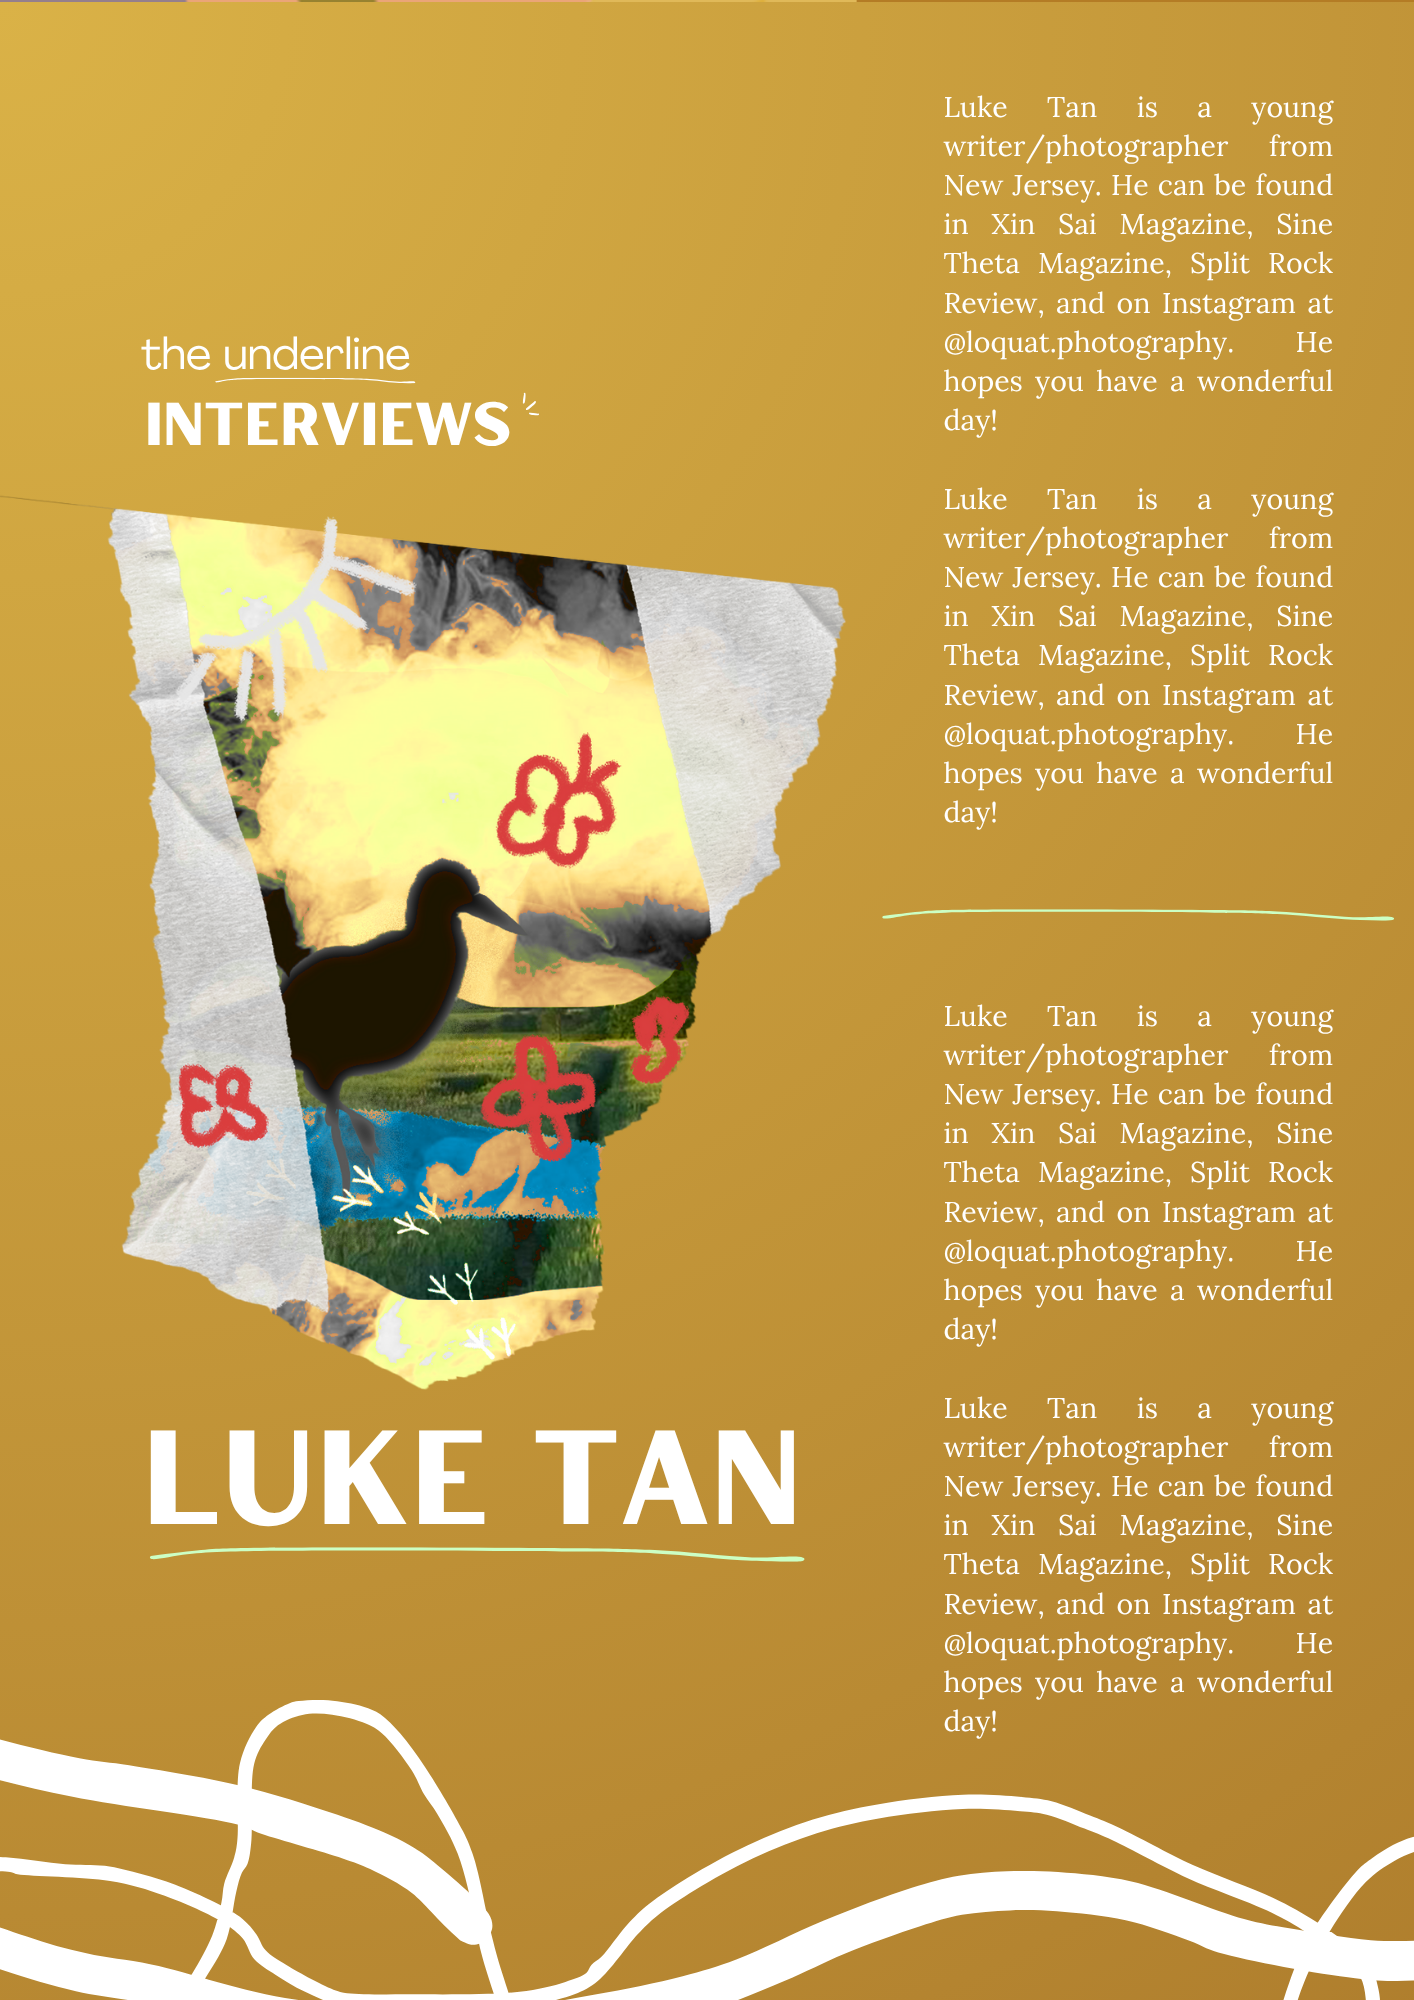 the underline
INTERVIEWS
LUKE TAN
Luke Tan is a young
writer/photographer from
New Jersey. He can be found
in Xin Sai Magazine, Sine
Theta Magazine, Split Rock
Review, and on Instagram at
@loquat.photography. He
hopes you have a wonderful
day!
Luke Tan is a young
writer/photographer from
New Jersey. He can be found
in Xin Sai Magazine, Sine
Theta Magazine, Split Rock
Review, and on Instagram at
@loquat.photography. He
hopes you have a wonderful
day!
Luke Tan is a young
writer/photographer from
New Jersey. He can be found
in Xin Sai Magazine, Sine
Theta Magazine, Split Rock
Review, and on Instagram at
@loquat.photography. He
hopes you have a wonderful
day!
Luke Tan is a young
writer/photographer from
New Jersey. He can be found
in Xin Sai Magazine, Sine
Theta Magazine, Split Rock
Review, and on Instagram at
@loquat.photography. He
hopes you have a wonderful
day!